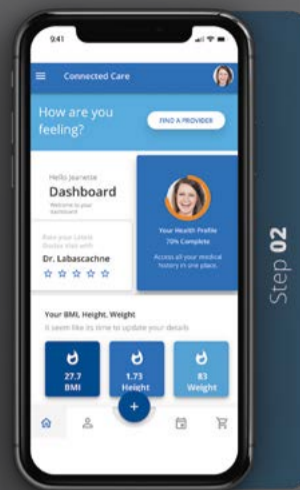 9:41
Connected Care
How are you
feeling?
FIND A PROVIDER
Hello Jeanette
Dashboard
Welcome to your
dashboard
Rate your Latest
Doctor Visit with
Dr. Labascachne
Your Health Profile
70% Complete
Access all your medical
history in one place.
Your BMI, Height, Weight
It seem like its time to update your details
27.7
BMI
1.73
Height
83
Weight
+
Step 02